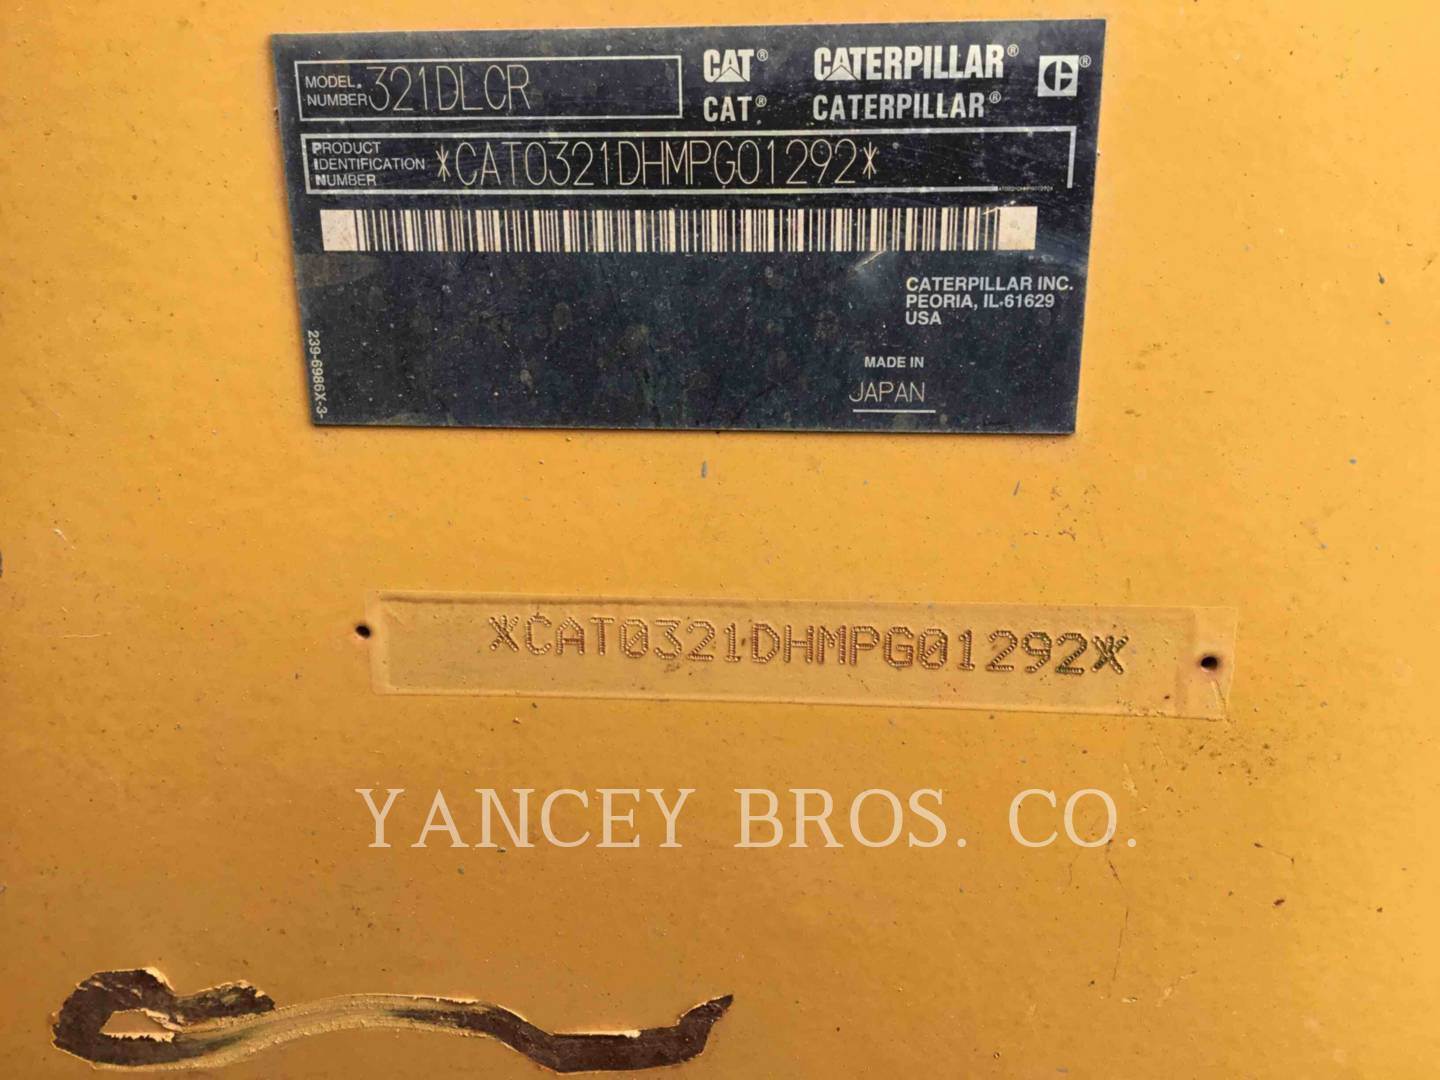 MODEL
NUMBER 321DLCR
CAT® CATERPILLAR®
CAT® CATERPILLAR®
PRODUCT
IDENTIFICATION
NUMBER *CAT0321DHMPG01292*
CATERPILLAR INC.
PEORIA, IL 61629
USA
MADE IN
JAPAN
239-6986X-3
*CAT0321DHMPG01292*
YANCEY BROS. CO.